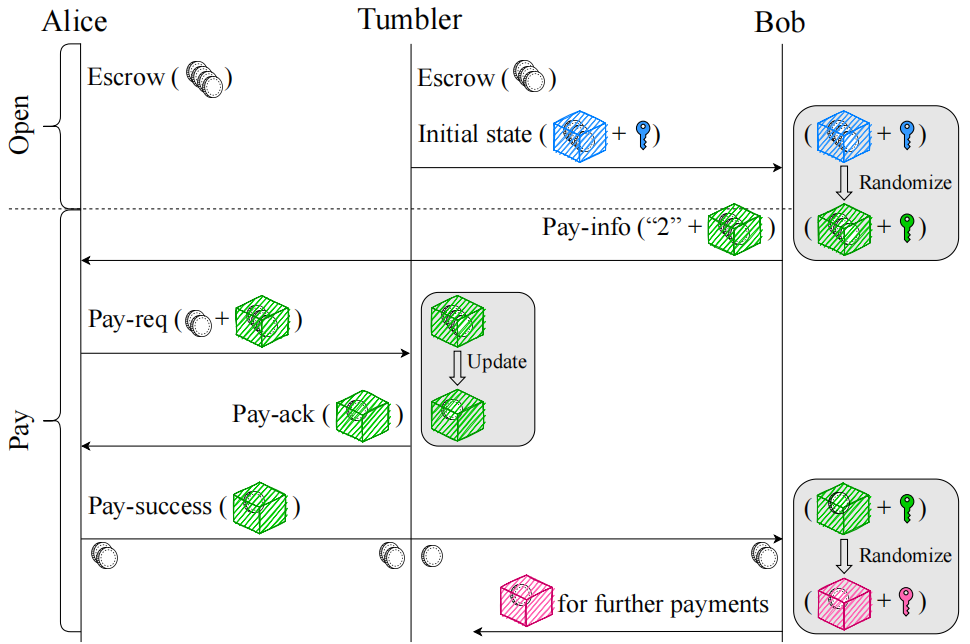 Alice Tumbler Bob
Open
Escrow ( )
Escrow ( )
Initial state ( + )
( + )
Randomize
( + )
Pay-info (“2” + )
Pay
Pay-req ( + )
Update
Pay-ack ( )
Pay-success ( )
( + )
Randomize
( + )
for further payments